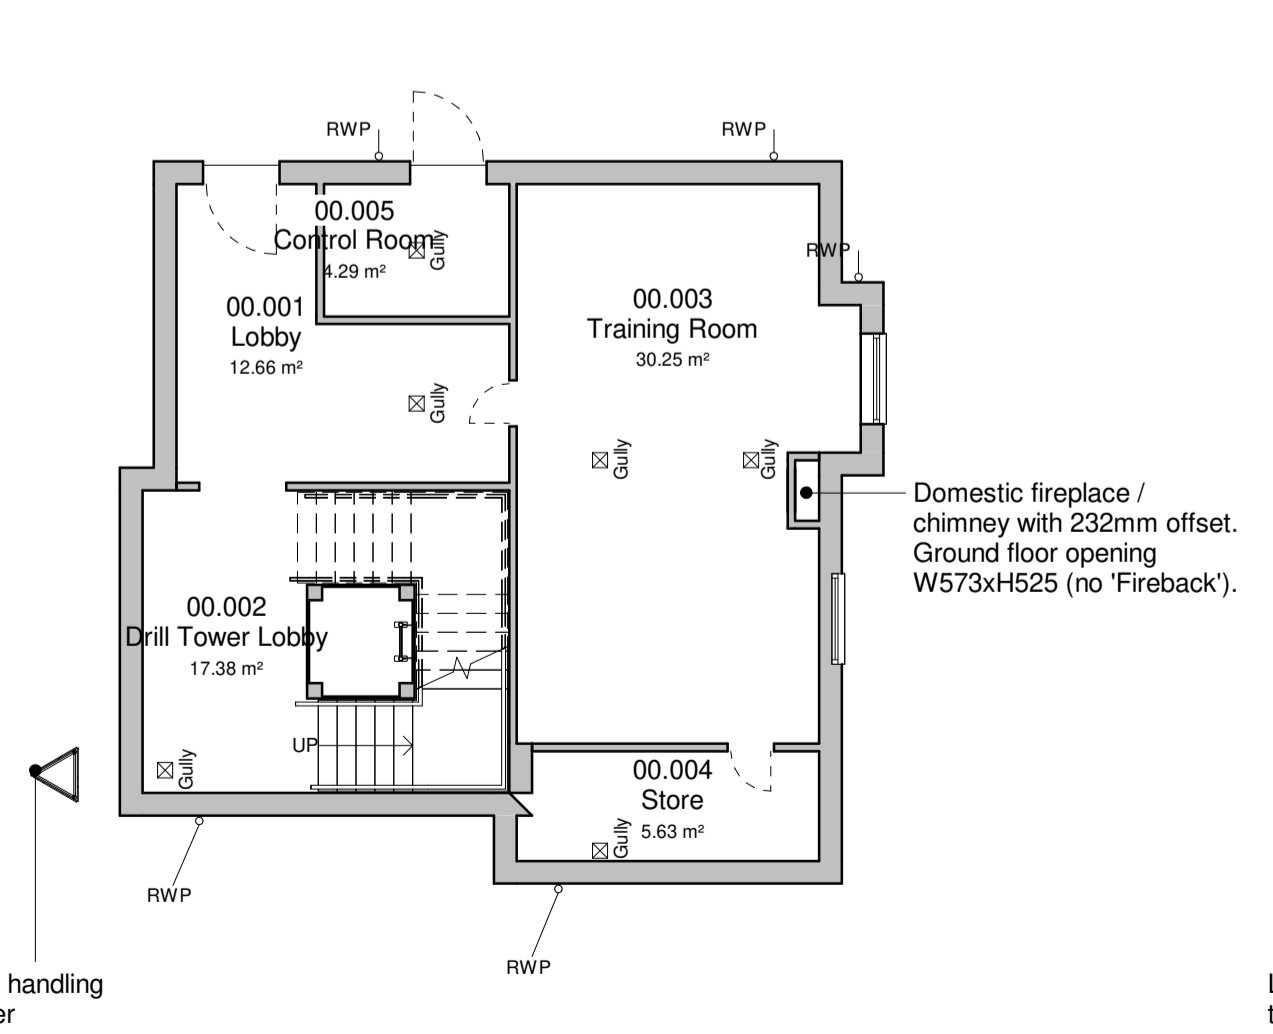 RWP
RWP
00.005
Control Room
4.29 m²
Gully
RWP
00.001
Lobby
12.66 m²
00.003
Training Room
30.25 m²
Gully
Gully
Gully
Domestic fireplace /
chimney with 232mm offset.
Ground floor opening
W573xH525 (no 'Fireback').
00.002
Drill Tower Lobby
17.38 m²
UP
Gully
00.004
Store
5.63 m²
Gully
RWP
RWP
handling
er
L
t